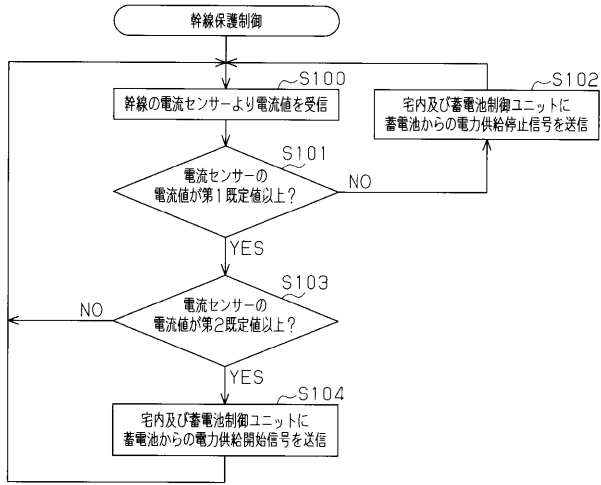 幹線保護制御
S100
幹線の電流センサーより電流値を受信
S102
宅内及び蓄電池制御ユニットに
蓄電池からの電力供給停止信号を送信
S101
電流センサーの
電流値が第1既定値以上?
NO
YES
S103
電流センサーの
電流値が第2既定値以上?
NO
YES
S104
宅内及び蓄電池制御ユニットに
蓄電池からの電力供給開始信号を送信